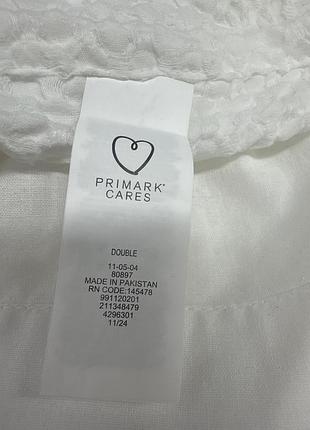 PRIMARK®
CARES
DOUBLE
11-05-04
80897
MADE IN PAKISTAN
RN CODE:145478
991120201
211348479
4296301
11/24